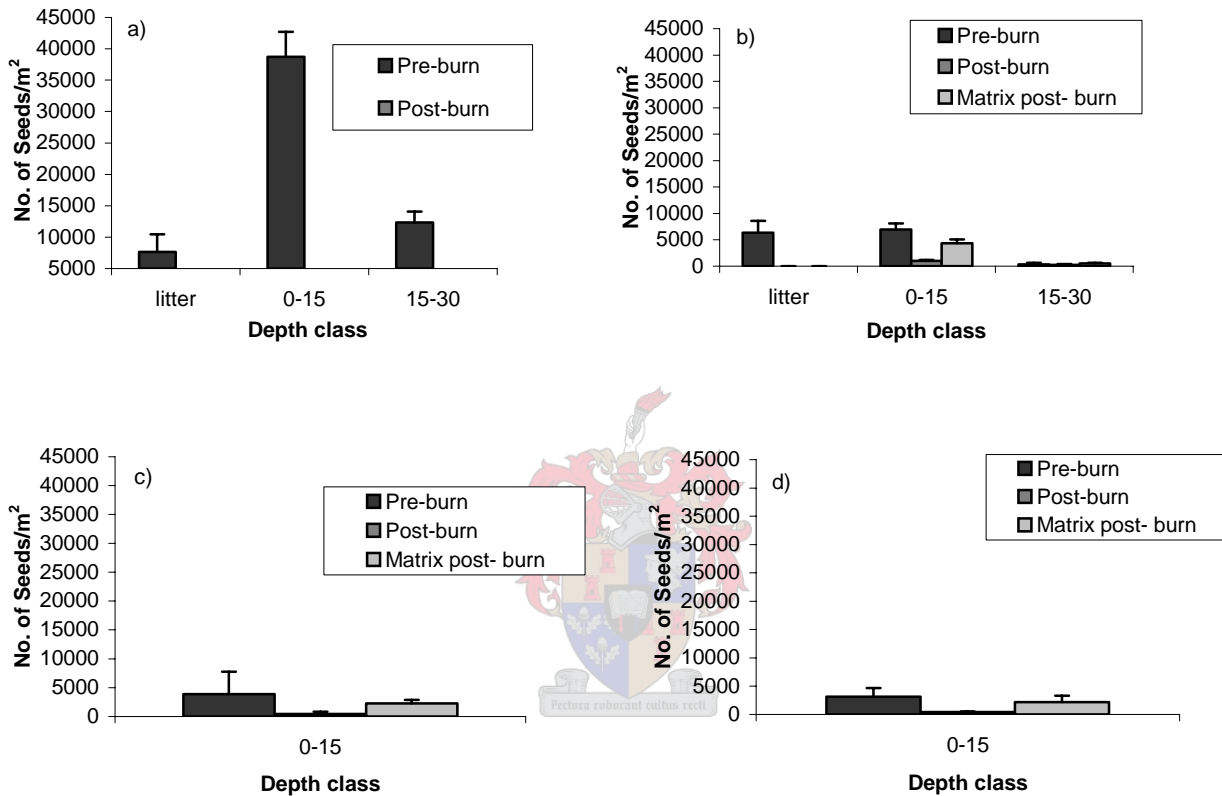 a)
No. of Seeds/m²
45000
40000
35000
30000
25000
20000
15000
10000
5000
Pre-burn
Post-burn
litter
0-15
15-30
Depth class
b)
No. of Seeds/m²
45000
40000
35000
30000
25000
20000
15000
10000
5000
0
Pre-burn
Post-burn
Matrix post- burn
litter
0-15
15-30
Depth class
c)
No. of Seeds/m²
45000
40000
35000
30000
25000
20000
15000
10000
5000
0
Pre-burn
Post-burn
Matrix post- burn
0-15
Depth class
d)
No. of Seeds/m²
45000
40000
35000
30000
25000
20000
15000
10000
5000
0
Pre-burn
Post-burn
Matrix post- burn
0-15
Depth class
Pectora roborant cultus recti